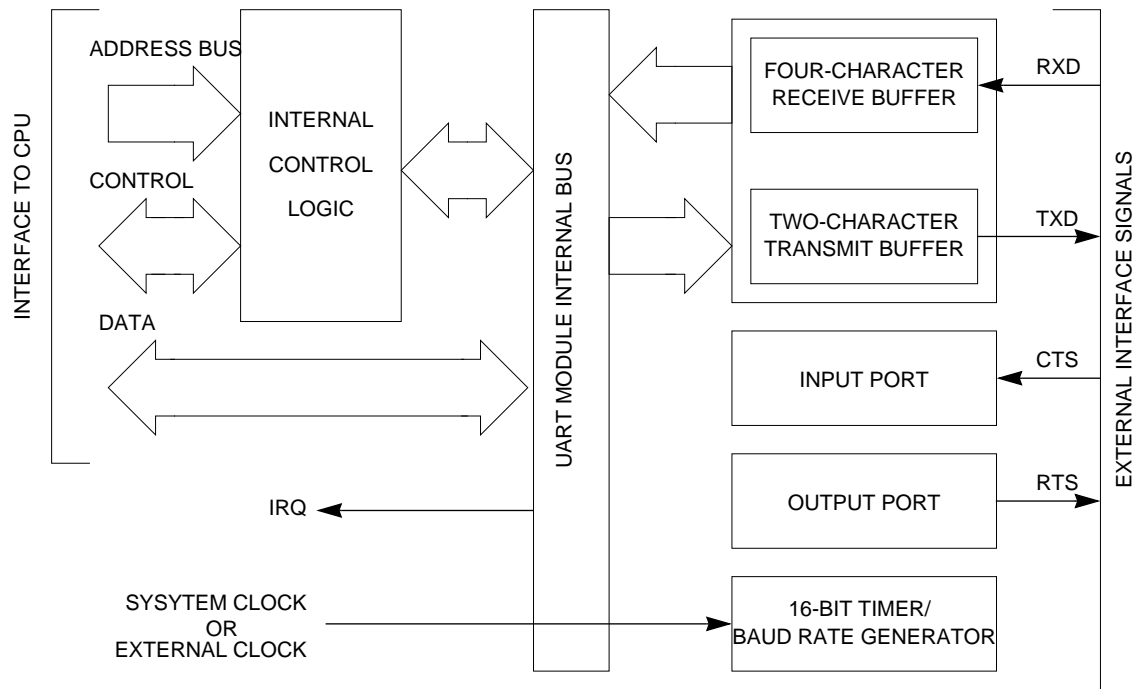 INTERFACE TO CPU
ADDRESS BUS
CONTROL
DATA
INTERNAL
CONTROL
LOGIC
UART MODULE INTERNAL BUS
FOUR-CHARACTER
RECEIVE BUFFER
TWO-CHARACTER
TRANSMIT BUFFER
INPUT PORT
OUTPUT PORT
16-BIT TIMER/
BAUD RATE GENERATOR
RXD
TXD
CTS
RTS
EXTERNAL INTERFACE SIGNALS
IRQ
SYSYTEM CLOCK
OR
EXTERNAL CLOCK